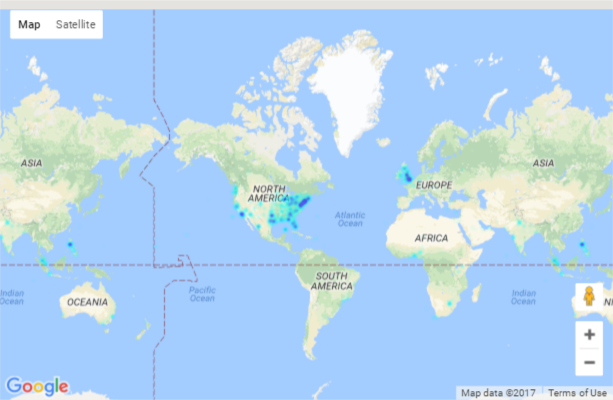 Map Satellite
ASIA
NORTH
AMERICA
EUROPE
ASIA
Atlantic
Ocean
AFRICA
SOUTH
AMERICA
Indian
Ocean
OCEANIA
Pacific
Ocean
Indian
Ocean
Google
Map data ©2017 Terms of Use